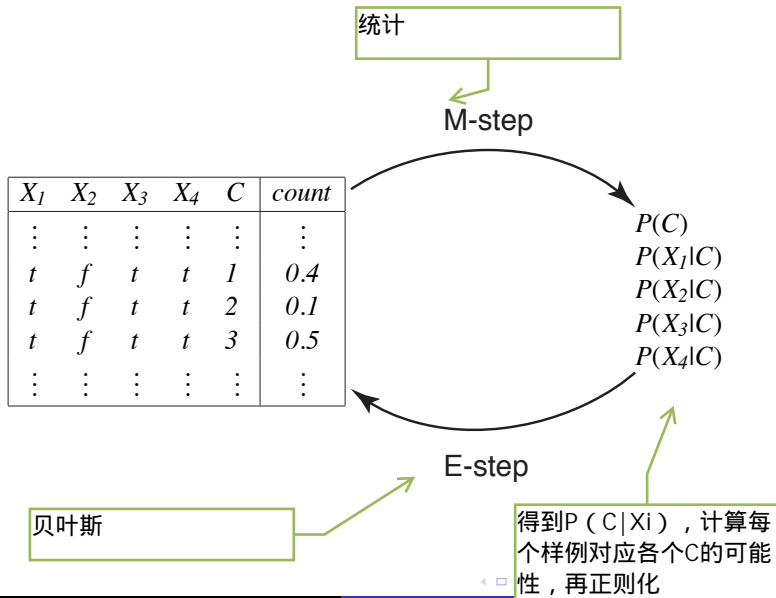 统计
M-step
X1 X2 X3 X4 C count
⋮ ⋮ ⋮ ⋮ ⋮ ⋮
t f t t 1 0.4
t f t t 2 0.1
t f t t 3 0.5
⋮ ⋮ ⋮ ⋮ ⋮ ⋮
P(C)
P(X1|C)
P(X2|C)
P(X3|C)
P(X4|C)
E-step
贝叶斯
得到P（C|Xi），计算每
个样例对应各个C的可能
性，再正则化